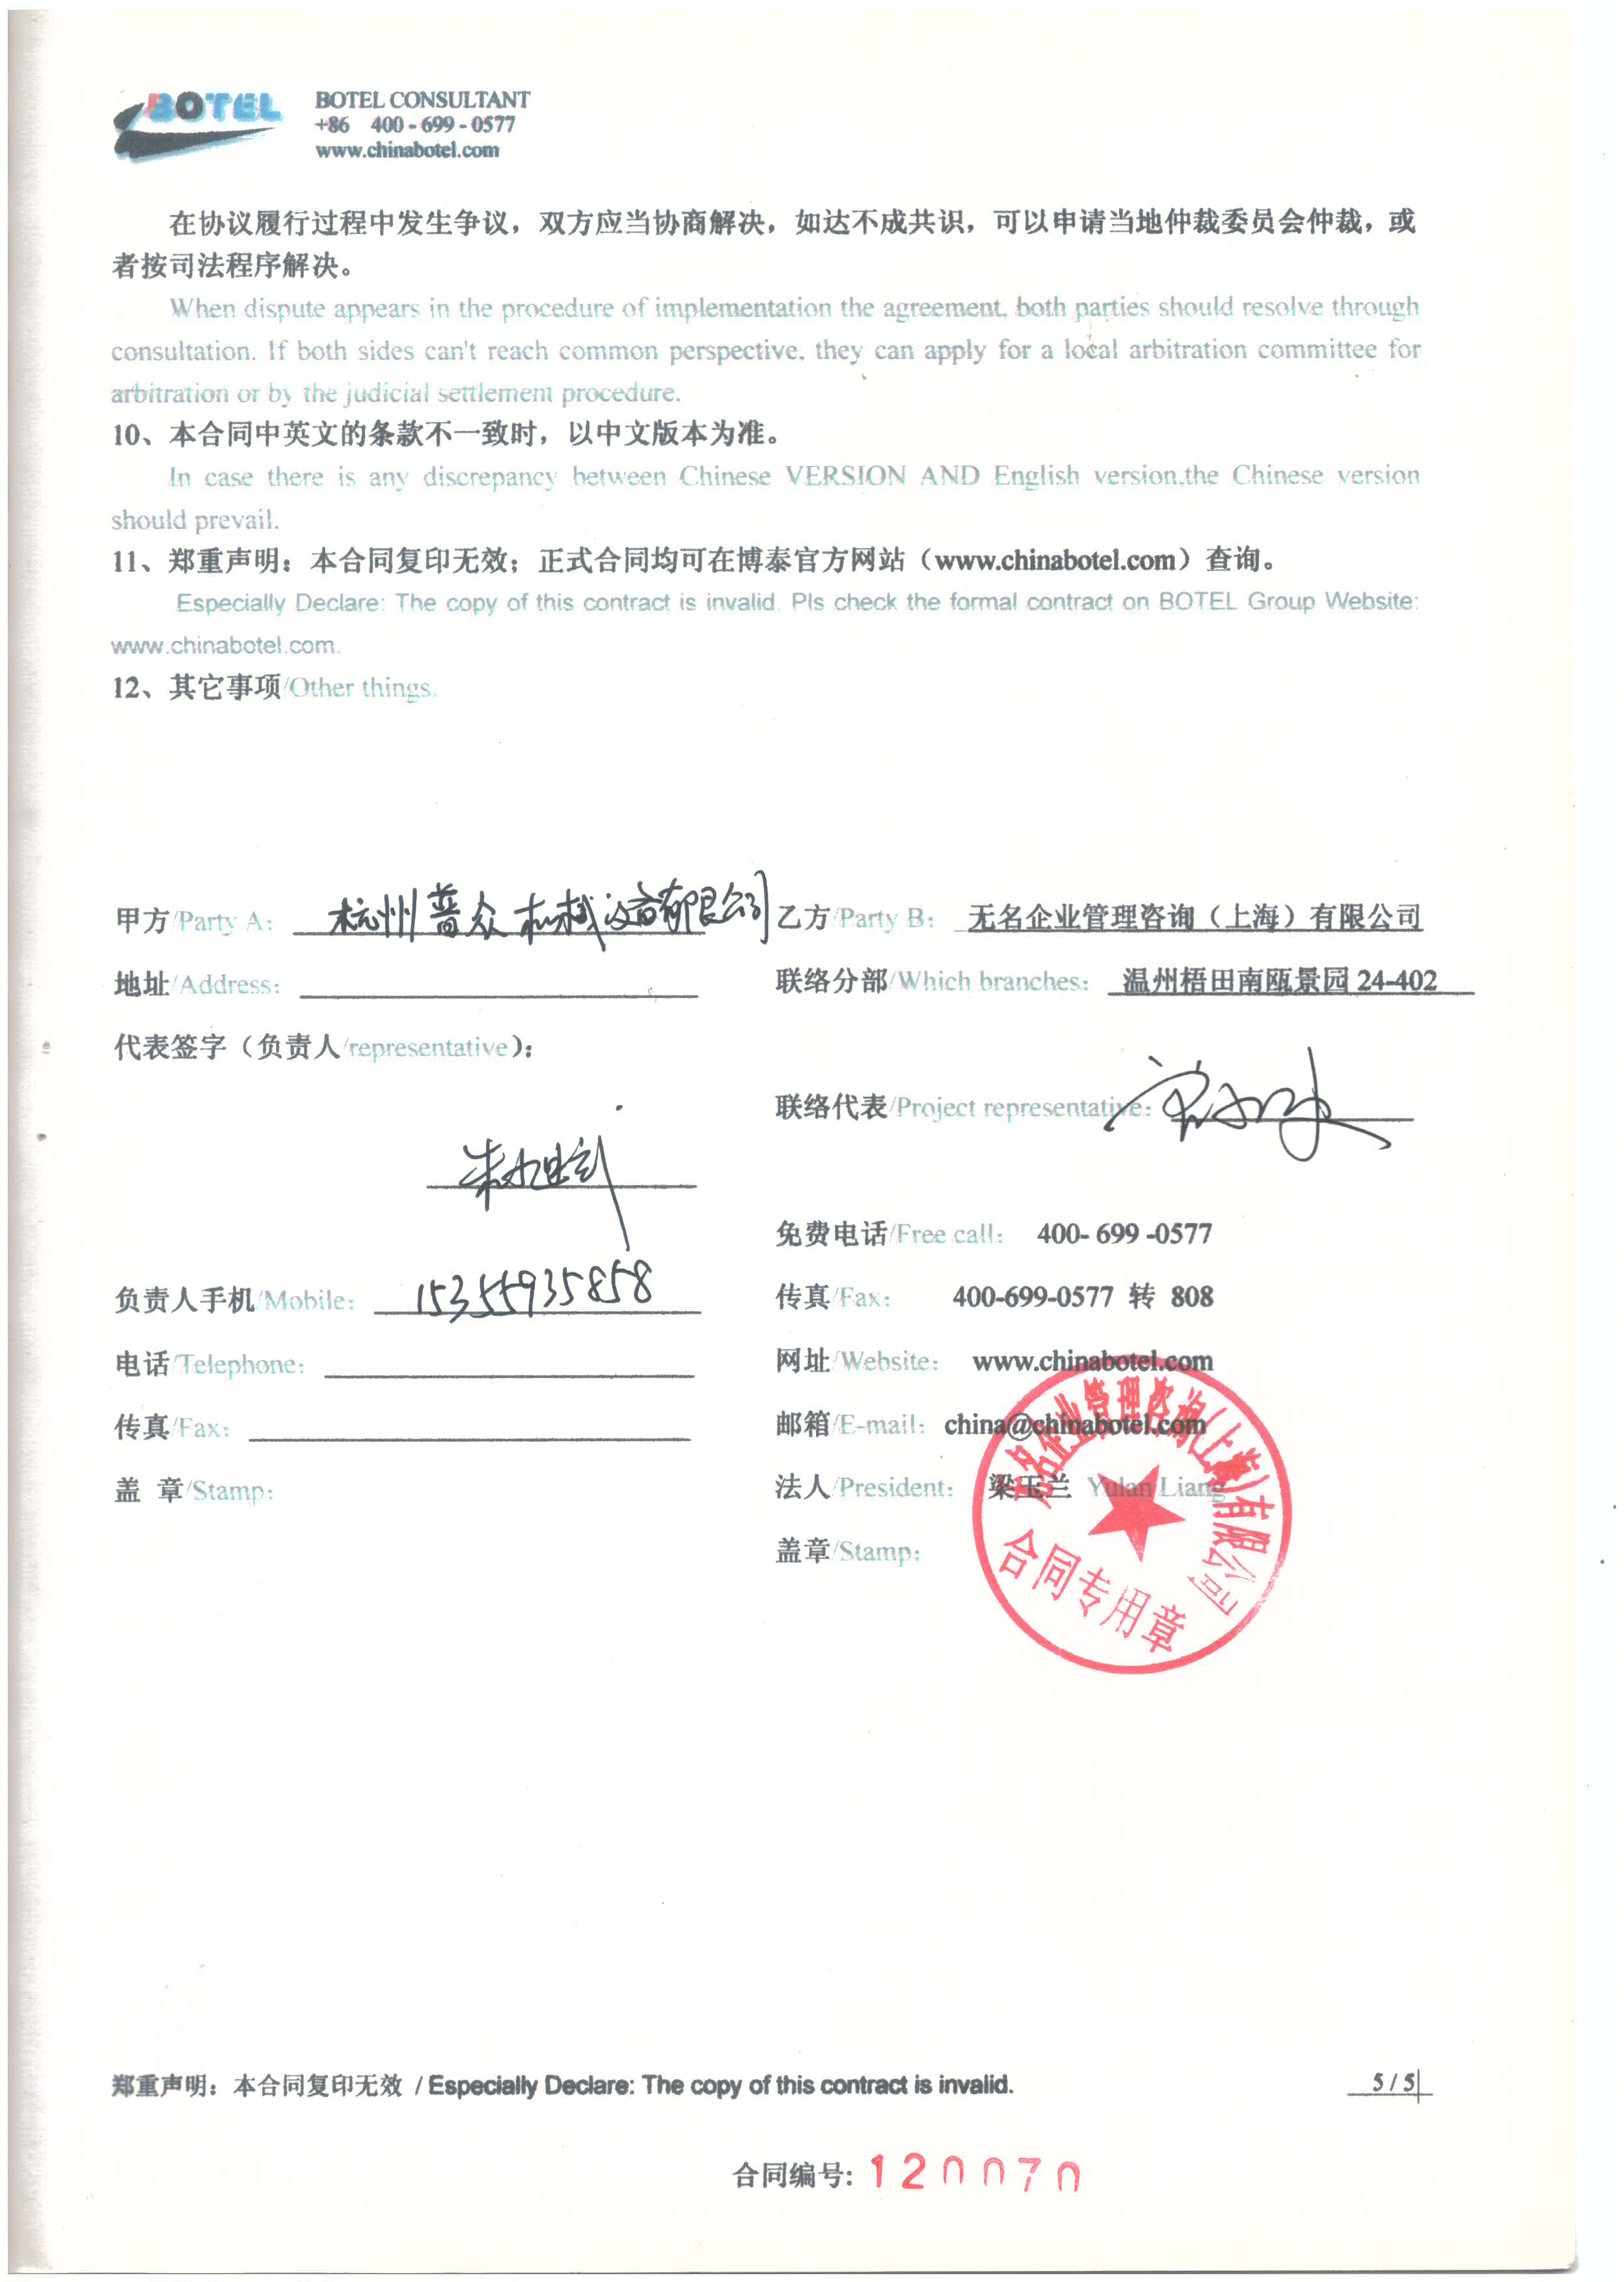 BOTEL
BOTEL CONSULTANT
+86 400-699-0577
www.chinabotel.com
在协议履行过程中发生争议，双方应当协商解决，如达不成共识，可以申请当地仲裁委员会仲裁，或
者按司法程序解决。
When dispute appears in the procedure of implementation the agreement, both parties should resolve through
consultation. If both sides can't reach common perspective, they can apply for a local arbitration committee for
arbitration or by the judicial settlement procedure.
10、本合同中英文的条款不一致时，以中文版本为准。
In case there is any discrepancy between Chinese VERSION AND English version,the Chinese version
should prevail.
11、郑重声明：本合同复印无效；正式合同均可在博泰官方网站（www.chinabotel.com）查询。
Especially Declare: The copy of this contract is invalid. Pls check the formal contract on BOTEL Group Website:
www.chinabotel.com.
12、其它事项/Other things.
甲方/Party A： 杭州普众机械设备有限公司 乙方/Party B： 无名企业管理咨询（上海）有限公司
地址/Address： 联络分部/Which branches： 温州梧田南瓯景园 24-402
代表签字（负责人/representative）：
联络代表/Project representative：
免费电话/Free call： 400- 699 -0577
负责人手机/Mobile： 15355935858 传真/Fax： 400-699-0577 转 808
电话/Telephone： 网址/Website： www.chinabotel.com
传真/Fax： 邮箱/E-mail： china@chinabotel.com
盖 章/Stamp： 法人/President： 梁玉兰 Yulan Liang
盖章/Stamp：
无名企业管理咨询(上海)有限公司
合同专用章
郑重声明：本合同复印无效 / Especially Declare: The copy of this contract is invalid.
5 / 5
合同编号: 120070